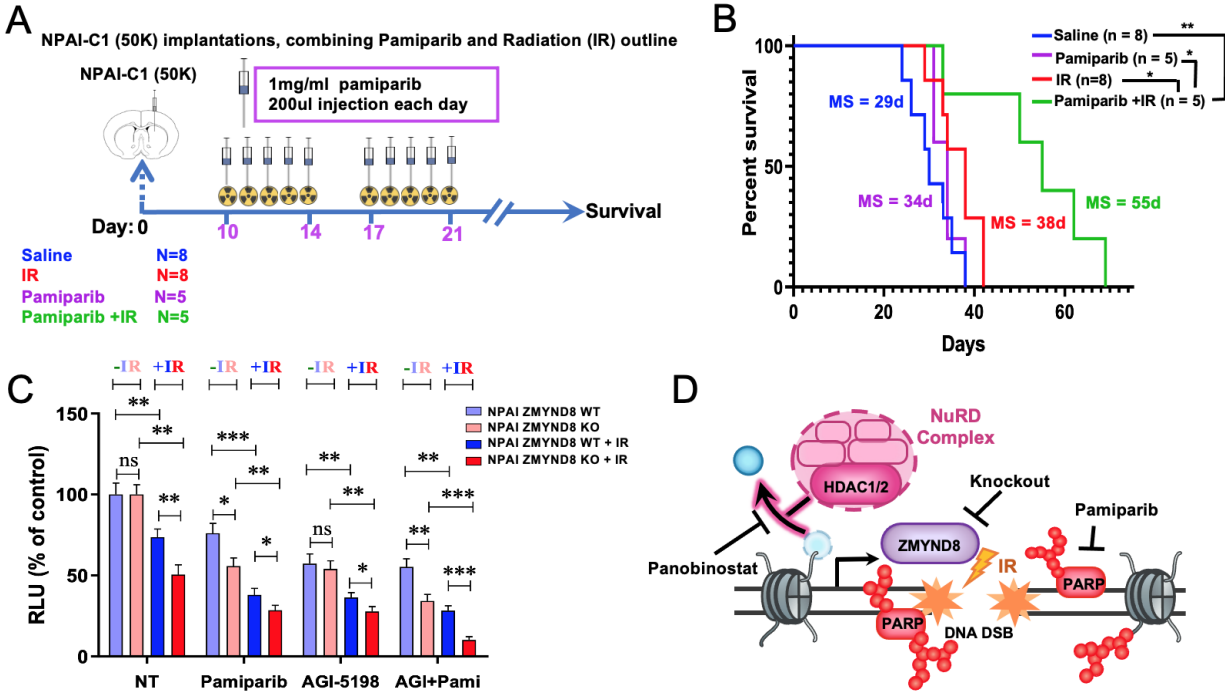 A
NPAI-C1 (50K) implantations, combining Pamiparib and Radiation (IR) outline
NPAI-C1 (50K)
1mg/ml pamiparib
200ul injection each day
Day: 0
10
14
17
21
Survival
Saline N=8
IR N=8
Pamiparib N=5
Pamiparib +IR N=5
B
Percent survival
100
50
0
0
20
40
60
Days
MS = 29d
MS = 34d
MS = 38d
MS = 55d
Saline (n = 8)
Pamiparib (n = 5)
IR (n=8)
Pamiparib +IR (n = 5)
**
*
*
C
-IR +IR -IR +IR -IR +IR -IR +IR
RLU (% of control)
150
100
50
0
** ** ns **
*** ** * *
** ** ns *
** *** ** ***
NT
Pamiparib
AGI-5198
AGI+Pami
NPAI ZMYND8 WT
NPAI ZMYND8 KO
NPAI ZMYND8 WT + IR
NPAI ZMYND8 KO + IR
D
NuRD
Complex
HDAC1/2
Knockout
Pamiparib
ZMYND8
Panobinostat
IR
PARP
PARP
DNA DSB